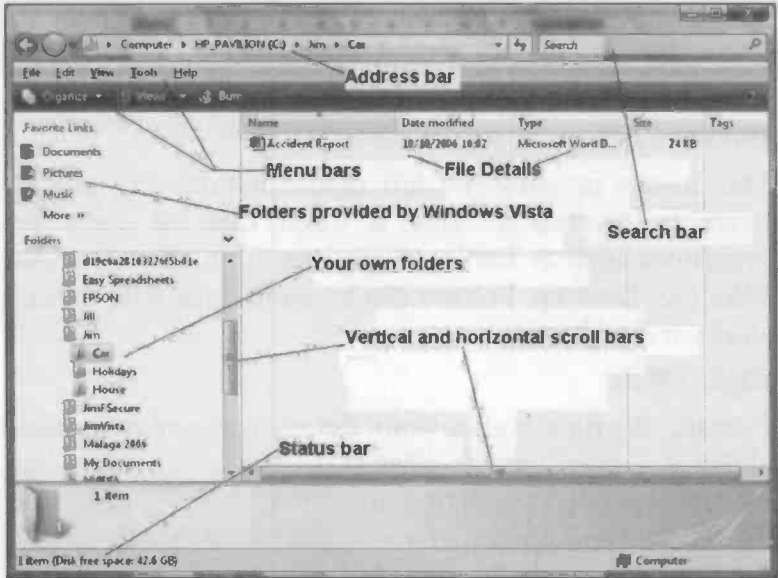 Computer ▸ HP_PAVILION (C:) ▸ Jim ▸ Car
Search
File Edit View Tools Help
Address bar
Organize Views Burn
Favorite Links
Name Date modified Type Size Tags
Documents
Accident Report 10/10/2006 10:02 Microsoft Word D... 24 KB
Pictures
Menu bars
File Details
Music
More »
Folders provided by Windows Vista
Search bar
Folders
Easy Spreadsheets
Your own folders
EPSON
Jill
Jim
Car
Vertical and horizontal scroll bars
Holidays
House
JimFSecure
JimVista
Malaga 2006
Status bar
My Documents
1 item
1 item (Disk free space: 42.6 GB)
Computer